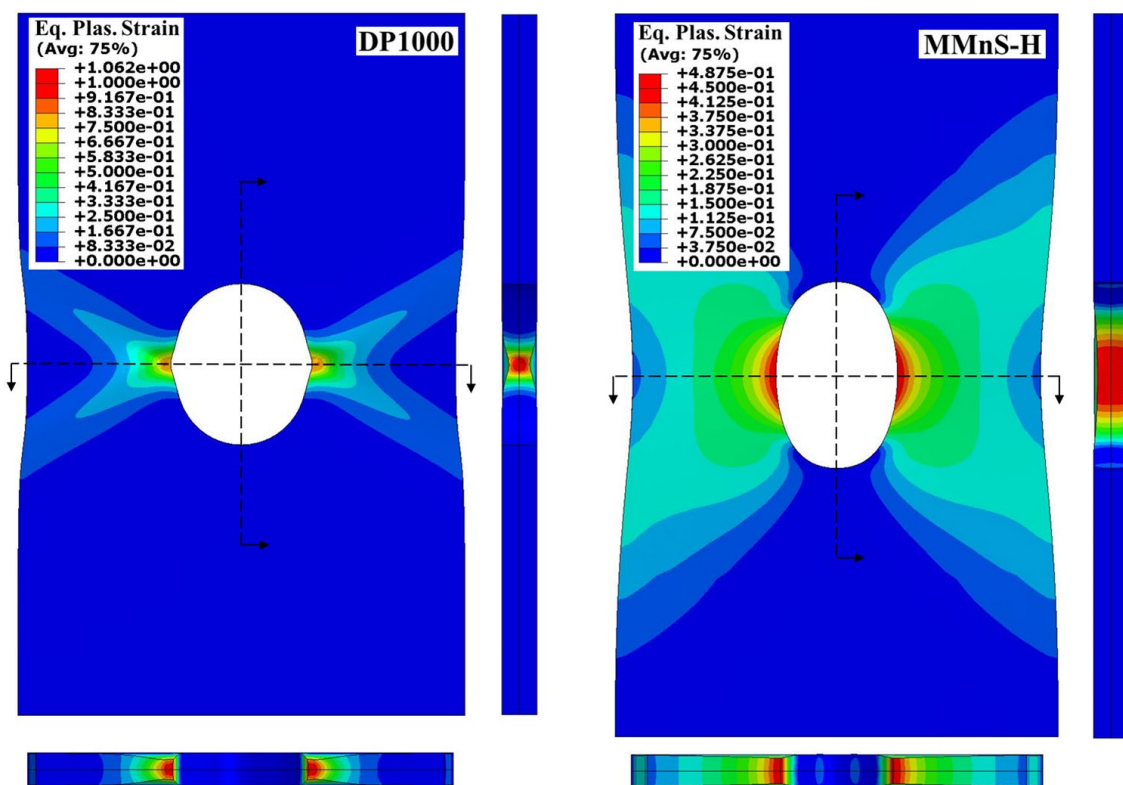 Eq. Plas. Strain
(Avg: 75%)
+1.062e+00
+1.000e+00
+9.167e-01
+8.333e-01
+7.500e-01
+6.667e-01
+5.833e-01
+5.000e-01
+4.167e-01
+3.333e-01
+2.500e-01
+1.667e-01
+8.333e-02
+0.000e+00
DP1000
Eq. Plas. Strain
(Avg: 75%)
+4.875e-01
+4.500e-01
+4.125e-01
+3.750e-01
+3.375e-01
+3.000e-01
+2.625e-01
+2.250e-01
+1.875e-01
+1.500e-01
+1.125e-01
+7.500e-02
+3.750e-02
+0.000e+00
MMnS-H